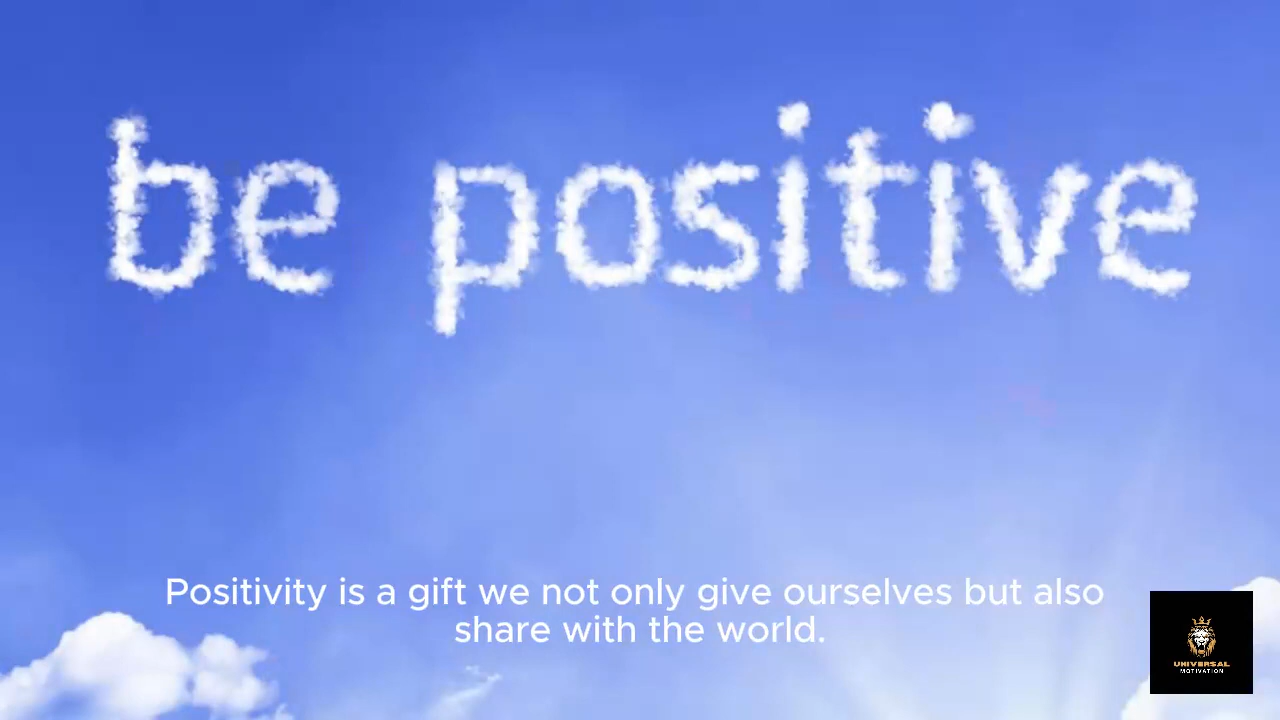 be positive
Positivity is a gift we not only give ourselves but also
share with the world.
UNIVERSAL
MOTIVATION